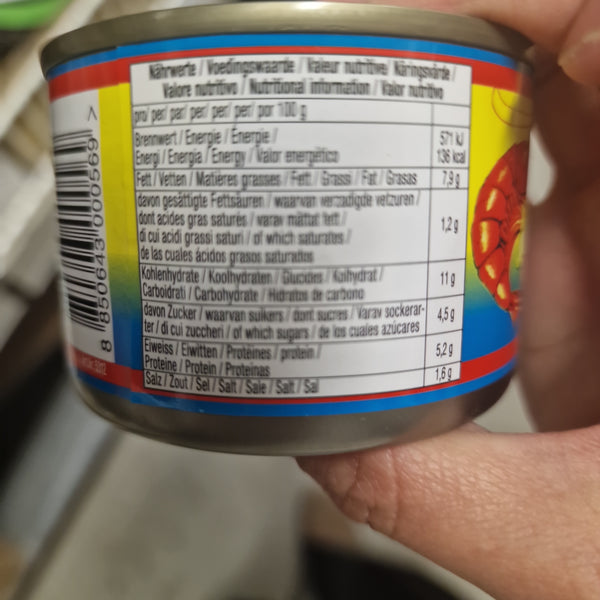 Nährwerte / Voedingswaarde / Valeur nutritive / Näringsvärde /
Valore nutritivo / Nutritional information / Valor nutritivo
pro/ per/ par/ per/ per/ per/ por 100 g
Brennwert / Energie / Énergie /
Energi / Energia / Energy / Valor energético
571 kJ
136 kcal
Fett / Vetten / Matières grasses / Fett / Grassi / Fat / Grasas 7,9 g
davon gesättigte Fettsäuren / waarvan verzadigde vetzuren /
dont acides gras saturés / varav mättat fett /
di cui acidi grassi saturi / of which saturates /
de las cuales ácidos grasos saturados
1,2 g
Kohlenhydrate / Koolhydraten / Glucides / Kolhydrat /
Carboidrati / Carbohydrate / Hidratos de carbono
11 g
davon Zucker / waarvan suikers / dont sucres / Varav sockerar-
ter / di cui zuccheri / of which sugars / de los cuales azúcares
4,5 g
Eiweiss / Eiwitten / Protéines / protein /
Proteine / Protein / Proteínas
5,2 g
Salz / Zout / Sel / Salt / Sale / Salt / Sal 1,6 g
8 850643 000569 >